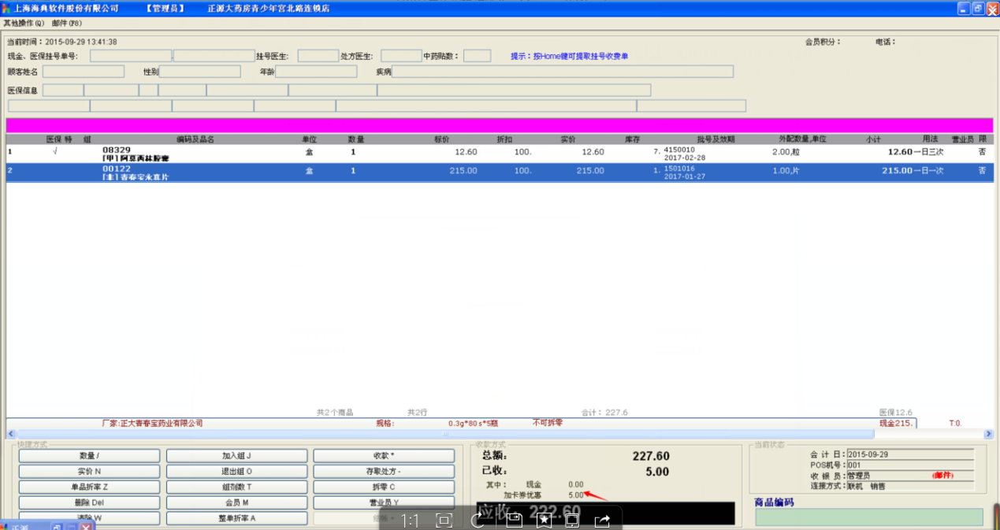 上海海典软件股份有限公司 【管理员】 正源大药房青少年宫北路连锁店
其他操作(Q) 邮件(F8)
当前时间：2015-09-29 13:41:38 会员积分： 电话：
现金、医保挂号单号: 挂号医生: 处方医生: 中药贴数： 提示：按Home键可提取挂号收费单
顾客姓名 性别 年龄 疾病
医保信息
医保 特 组 编码及品名 单位 数量 标价 折扣 实价 库存 批号及效期 外配数量,单位 小计 用法 营业员 限
1 √ 08329 盒 1 12.60 100. 12.60 7. 4150010 2.00,粒 12.60 一日三次 否
[甲]阿莫西林胶囊 2017-02-28
2 00122 盒 1 215.00 100. 215.00 1. 1501016 1.00,片 215.00 一日一次 否
[非]青春宝永真片 2017-01-27
共2个商品 共2行 合计：227.6 医保12.6
厂家:正大青春宝药业有限公司 规格: 0.3g*80s*5瓶 不可拆零 现金215. T:0.
快捷方式 收款方式 当前状态
数量 / 加入组 J 收款 *
实价 N 退出组 O 存取处方 -
单品折率 Z 组剂数 T 拆零 C
删除 Del 会员 M 营业员 Y
清除 W 整单折率 A
总额: 227.60
已收: 5.00
其中: 现金 0.00
加卡券优惠 5.00
应收: 222.60
1:1
合 计 日:2015-09-29
POS机号:001
收 银 员:管理员 (邮件)
连接方式:联机 销售
商品编码
正源